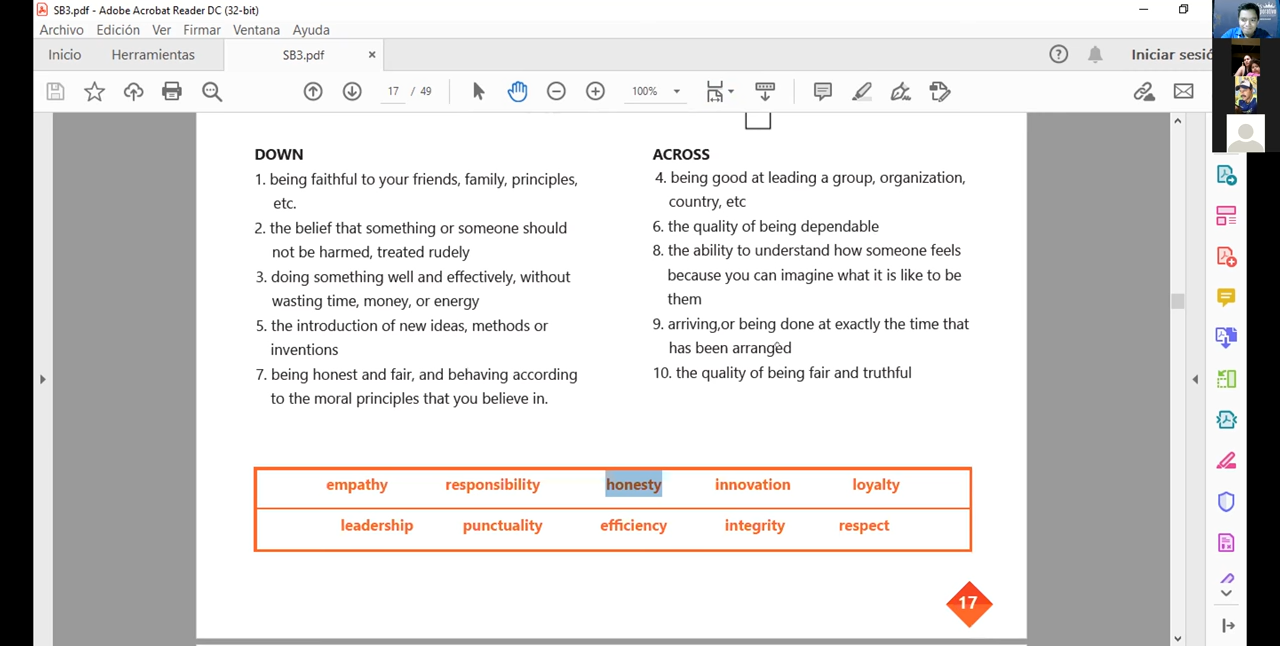 SB3.pdf - Adobe Acrobat Reader DC (32-bit)
Archivo Edición Ver Firmar Ventana Ayuda
Inicio Herramientas SB3.pdf × Iniciar sesió
17 / 49 100%
DOWN
1. being faithful to your friends, family, principles,
etc.
2. the belief that something or someone should
not be harmed, treated rudely
3. doing something well and effectively, without
wasting time, money, or energy
5. the introduction of new ideas, methods or
inventions
7. being honest and fair, and behaving according
to the moral principles that you believe in.
ACROSS
4. being good at leading a group, organization,
country, etc
6. the quality of being dependable
8. the ability to understand how someone feels
because you can imagine what it is like to be
them
9. arriving,or being done at exactly the time that
has been arranged
10. the quality of being fair and truthful
empathy responsibility honesty innovation loyalty
leadership punctuality efficiency integrity respect
17